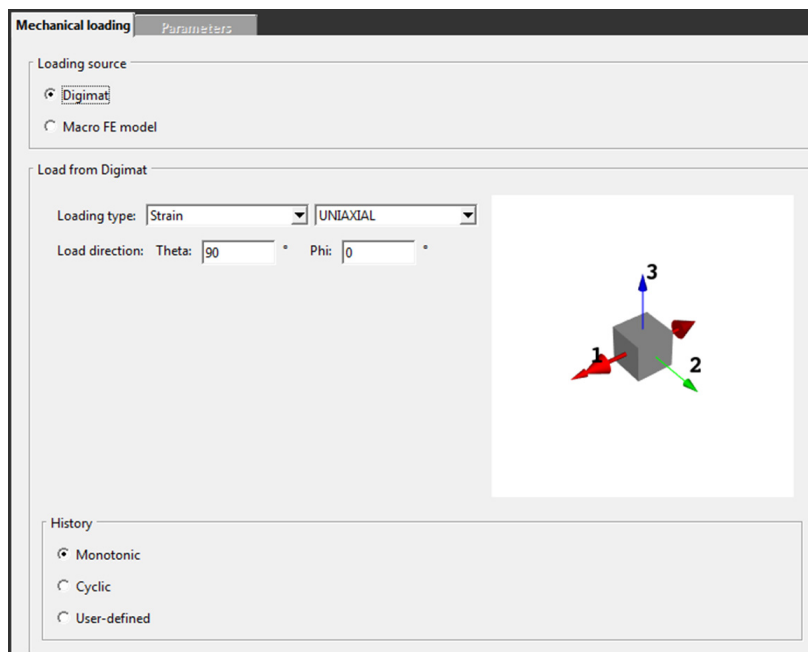 Mechanical loading Parameters
Loading source
Digimat
Macro FE model
Load from Digimat
Loading type: Strain UNIAXIAL
Load direction: Theta: 90 ° Phi: 0 °
3
1
2
History
Monotonic
Cyclic
User-defined